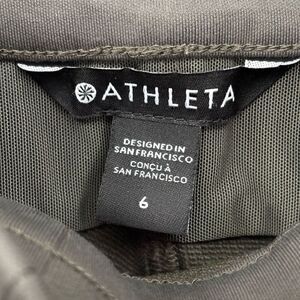 ATHLETA
DESIGNED IN
SAN FRANCISCO
CONÇU À
SAN FRANCISCO
6